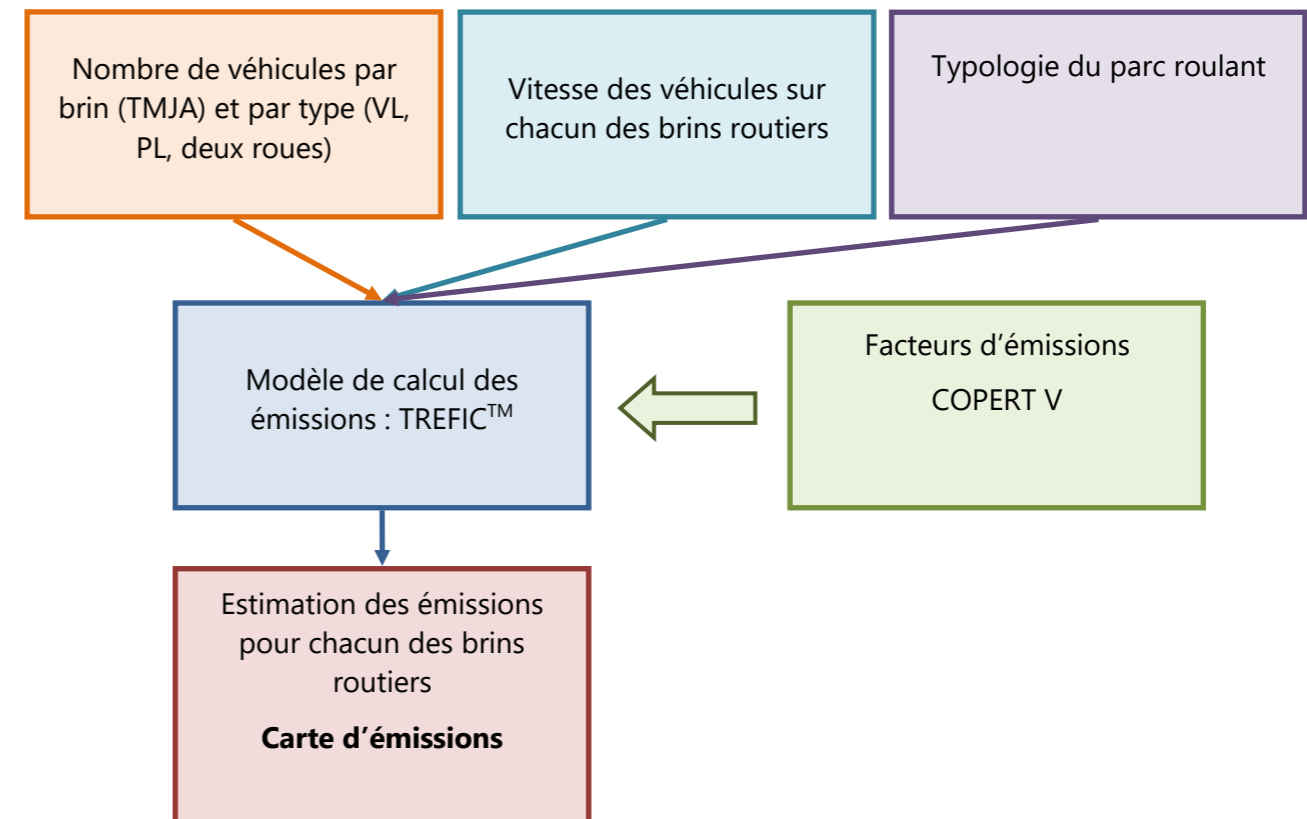 Nombre de véhicules par
brin (TMJA) et par type (VL,
PL, deux roues)
Vitesse des véhicules sur
chacun des brins routiers
Typologie du parc roulant
Modèle de calcul des
émissions : TREFIC™
Facteurs d’émissions
COPERT V
Estimation des émissions
pour chacun des brins
routiers
Carte d’émissions